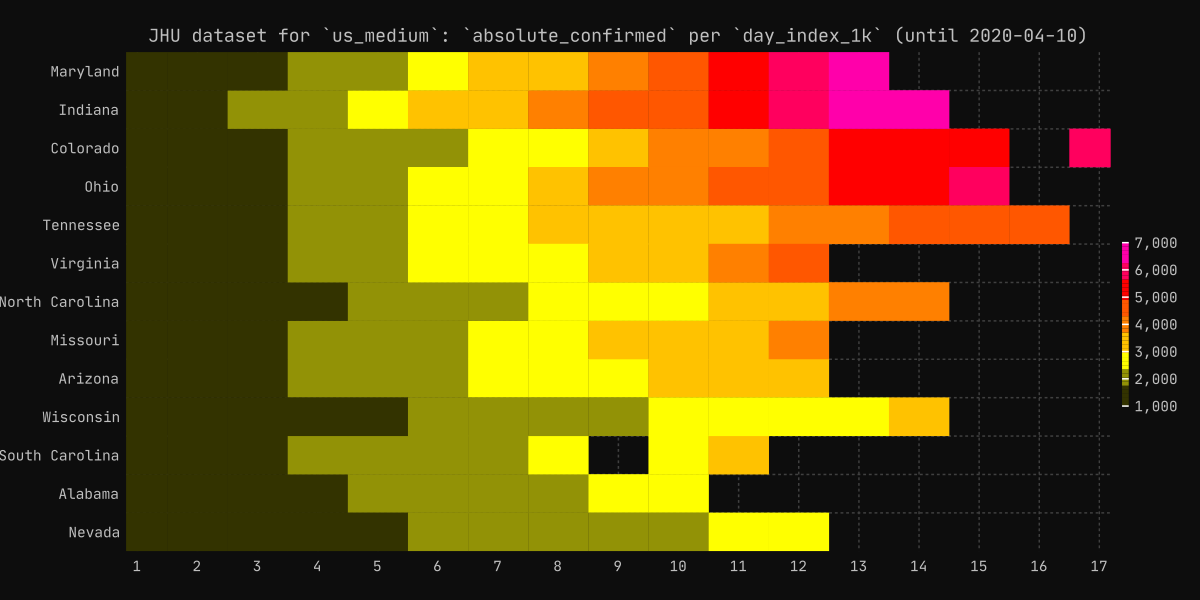 JHU dataset for `us_medium`: `absolute_confirmed` per `day_index_1k` (until 2020-04-10)
Maryland
Indiana
Colorado
Ohio
Tennessee
Virginia
North Carolina
Missouri
Arizona
Wisconsin
South Carolina
Alabama
Nevada
7,000
6,000
5,000
4,000
3,000
2,000
1,000
1 2 3 4 5 6 7 8 9 10 11 12 13 14 15 16 17